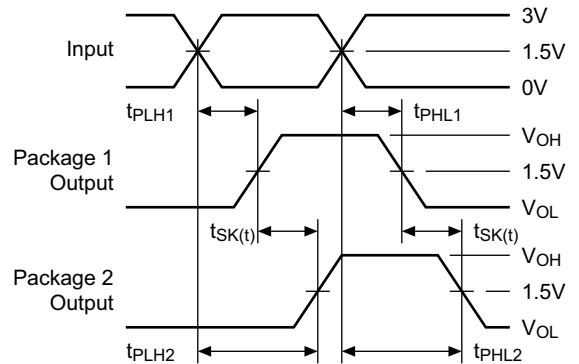 3V
Input
1.5V
0V
tPLH1
tPHL1
VOH
Package 1
Output
1.5V
VOL
tSK(t)
tSK(t)
VOH
Package 2
Output
1.5V
VOL
tPLH2
tPHL2